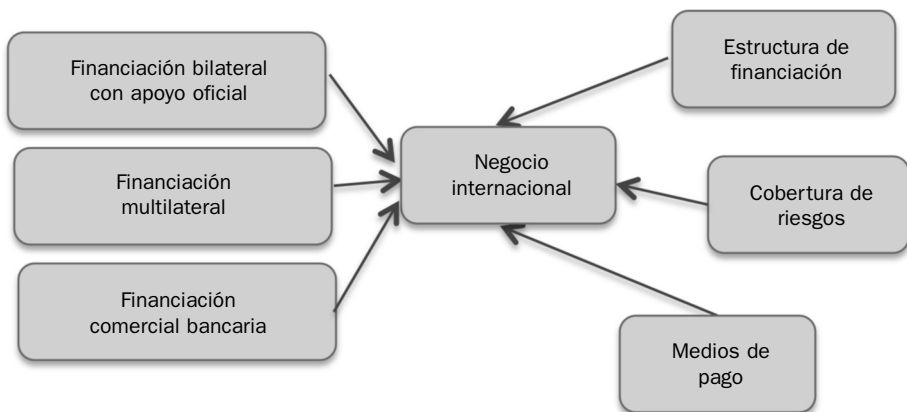 Financiación bilateral
con apoyo oficial
Financiación
multilateral
Financiación
comercial bancaria
Negocio
internacional
Estructura de
financiación
Cobertura de
riesgos
Medios de
pago